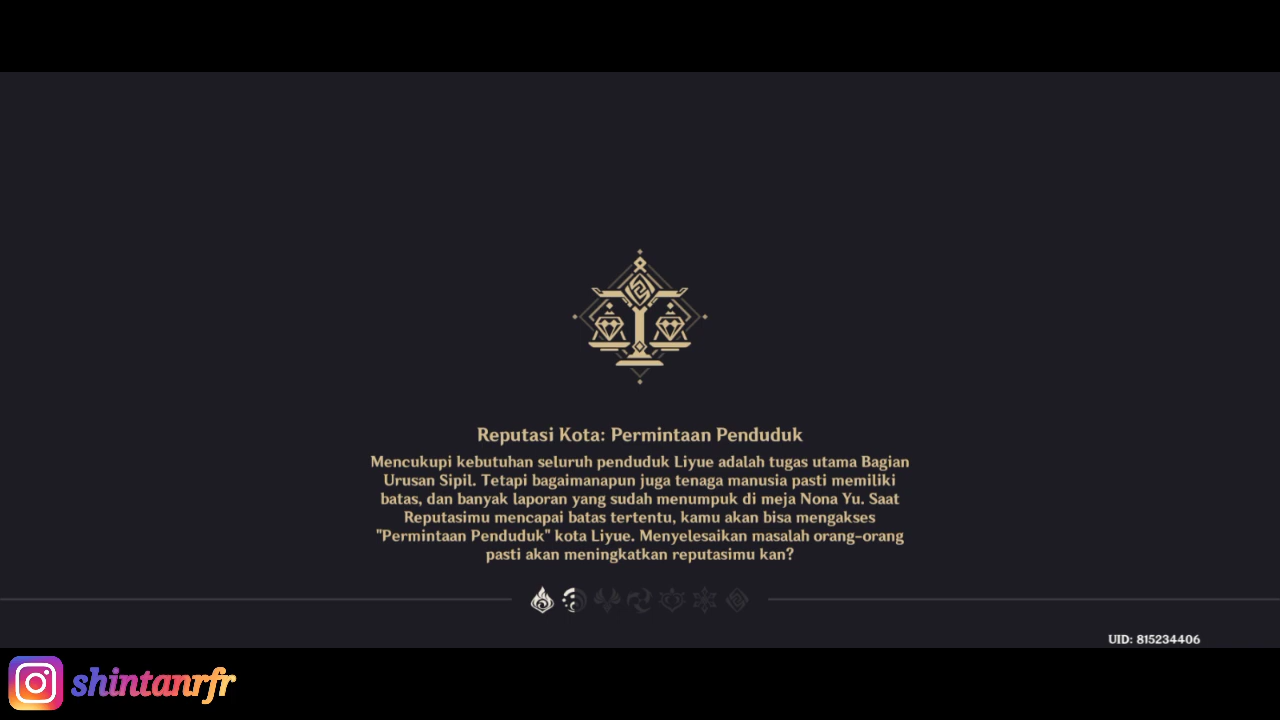 Reputasi Kota: Permintaan Penduduk
Mencukupi kebutuhan seluruh penduduk Liyue adalah tugas utama Bagian
Urusan Sipil. Tetapi bagaimanapun juga tenaga manusia pasti memiliki
batas, dan banyak laporan yang sudah menumpuk di meja Nona Yu. Saat
Reputasimu mencapai batas tertentu, kamu akan bisa mengakses
"Permintaan Penduduk" kota Liyue. Menyelesaikan masalah orang-orang
pasti akan meningkatkan reputasimu kan?
UID: 815234406
shintanrfr